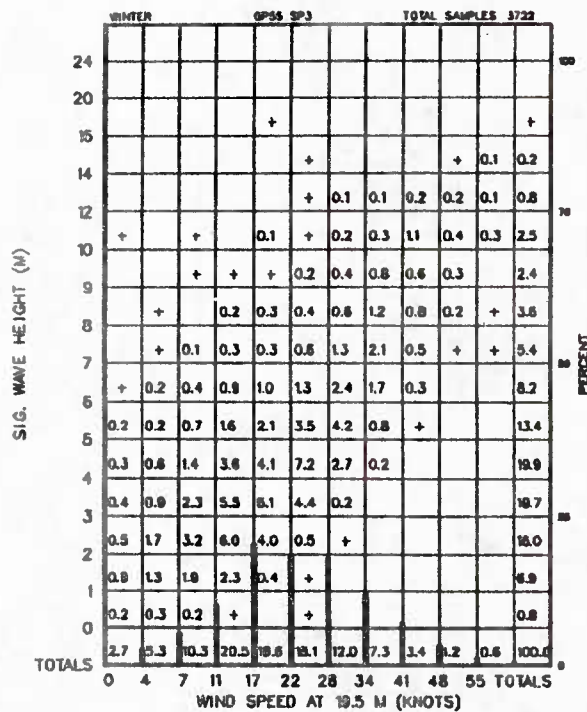 WINTER GPSS SP3 TOTAL SAMPLES 3722
24 100
20
+ +
15
+ + 0.1 0.2
14
+ 0.1 0.1 0.2 0.2 0.1 0.8
12
+ + 0.1 + 0.2 0.3 1.1 0.4 0.3 2.5
10
+ + + 0.2 0.4 0.8 0.6 0.3 2.4
9
+ 0.2 0.3 0.4 0.6 1.2 0.8 0.2 + 3.6
8
+ 0.1 0.3 0.3 0.6 1.3 2.1 0.5 + + 5.4
7
+ 0.2 0.4 0.9 1.0 1.3 2.4 1.7 0.3 8.2
6
0.2 0.2 0.7 1.6 2.1 3.5 4.2 0.8 + 13.4
5
0.3 0.6 1.4 3.6 4.1 7.2 2.7 0.2 19.9
4
0.4 0.9 2.3 5.5 6.1 4.4 0.2 19.7
3
0.5 1.7 3.2 6.0 4.0 0.5 + 16.0
2
0.9 1.3 1.9 2.3 0.4 + 6.9
1
0.2 0.3 0.2 + + 0.8
0
TOTALS 2.7 5.3 10.3 20.5 18.1 12.0 7.3 3.4 1.2 0.6 100.0
0 4 7 11 17 22 28 34 41 48 55 TOTALS
WIND SPEED AT 19.5 M (KNOTS)
SIG. WAVE HEIGHT (M)
PERCENT